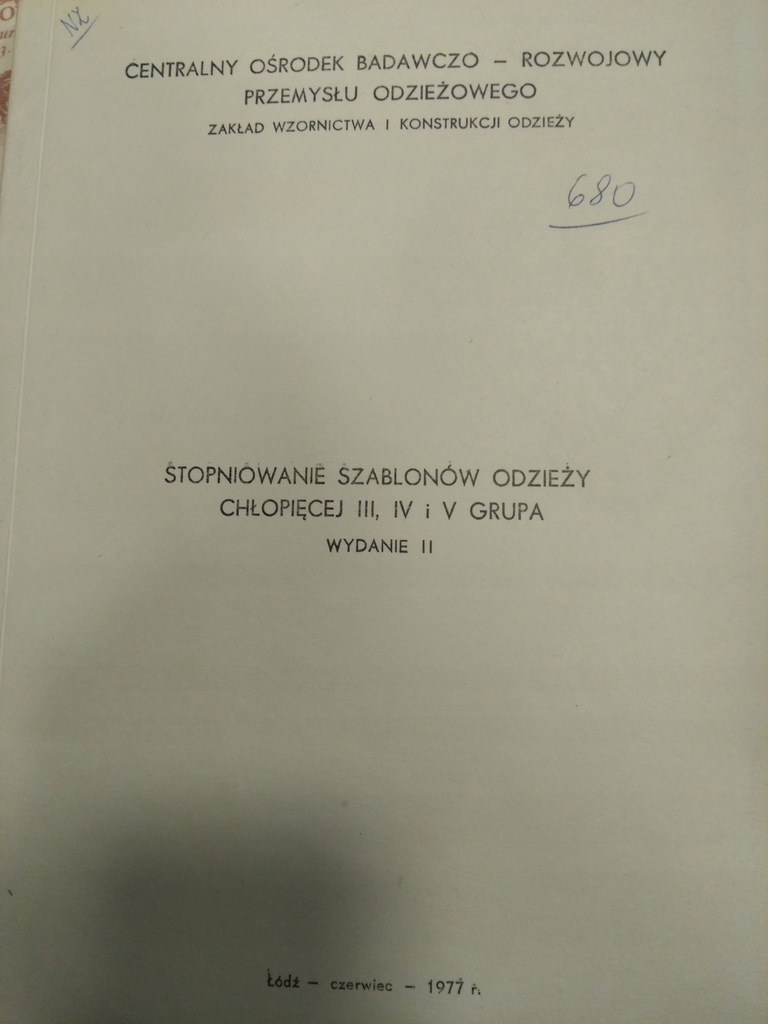 NZ
CENTRALNY OŚRODEK BADAWCZO – ROZWOJOWY
PRZEMYSŁU ODZIEŻOWEGO
ZAKŁAD WZORNICTWA I KONSTRUKCJI ODZIEŻY
680
STOPNIOWANIE SZABLONÓW ODZIEŻY
CHŁOPIĘCEJ III, IV i V GRUPA
WYDANIE II
Łódź – czerwiec – 1977 r.